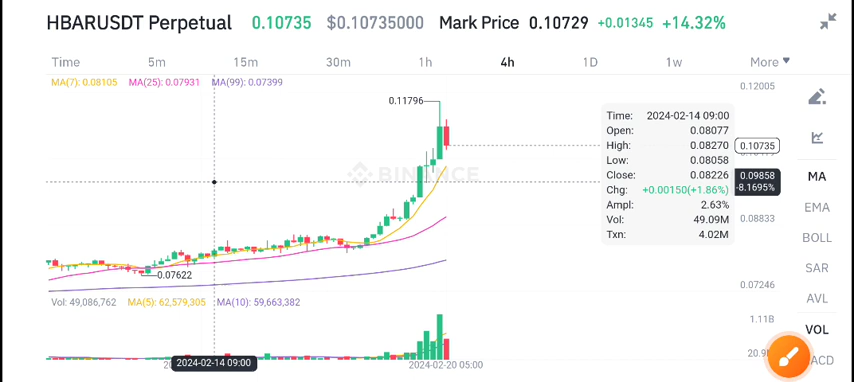 HBARUSDT Perpetual 0.10735 $0.10735000 Mark Price 0.10729 +0.01345 +14.32%
Time 5m 15m 30m 1h 4h 1D 1w More
MA(7): 0.08105 MA(25): 0.07931 MA(99): 0.07399
0.12005
0.11796
Time: 2024-02-14 09:00
Open: 0.08077
High: 0.08270
Low: 0.08058
Close: 0.08226
Chg: +0.00150(+1.86%)
Ampl: 2.63%
Vol: 49.09M
Txn: 4.02M
0.10735
BINANCE
0.09858
-8.1695%
0.08833
0.07622
0.07246
MA
EMA
BOLL
SAR
AVL
VOL
Vol: 49,086,762 MA(5): 62,579,305 MA(10): 59,663,382
1.11B
20.9
2024-02-14 09:00
2024-02-20 05:00